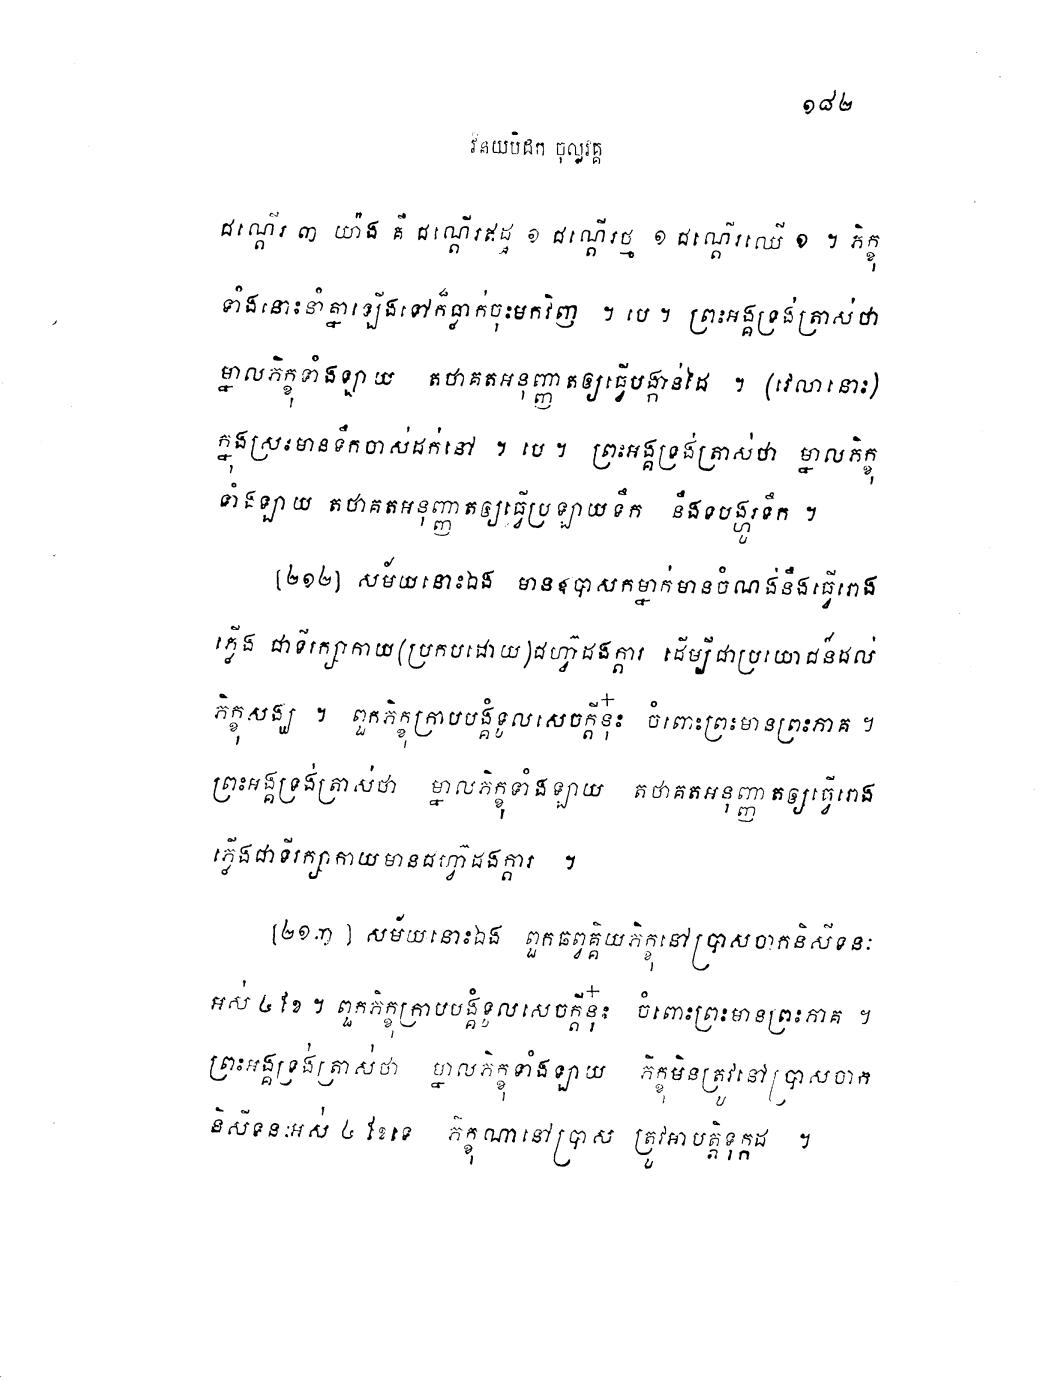 ១៨២
វិនយបិដក ចុល្លវគ្គ
ជណ្តើរ ៣ យ៉ាង គឺ ជណ្តើរឥដ្ឋ ១ ជណ្តើរថ្ម ១ ជណ្តើរឈើ ១ ។ ភិក្ខុ
ទាំងនោះនាំគ្នាឡើងទៅក៏ធ្លាក់ចុះមកវិញ ។ បេ ។ ព្រះអង្គទ្រង់ត្រាស់ថា
ម្នាលភិក្ខុទាំងឡាយ តថាគតអនុញ្ញាតឲ្យធ្វើបង្កាន់ដៃ ។ (វេលានោះ)
ក្នុងស្រះមានទឹកចាស់ដក់នៅ ។ បេ ។ ព្រះអង្គទ្រង់ត្រាស់ថា ម្នាលភិក្ខុ
ទាំងឡាយ តថាគតអនុញ្ញាតឲ្យធ្វើប្រឡាយទឹក នឹងទបង្ហូរទឹក ។
[២១២] សម័យនោះឯង មានឧបាសកម្នាក់មានចំណង់នឹងធ្វើរោង
ភ្លើង ជាទីរក្សាកាយ(ប្រកបដោយ)ជហ្វាដងក្តារ ដើម្បីជាប្រយោជន៍ដល់
ភិក្ខុសង្ឃ ។ ពួកភិក្ខុក្រាបបង្គំទូលសេចក្តីនុ៎ះ ចំពោះព្រះមានព្រះភាគ ។
ព្រះអង្គទ្រង់ត្រាស់ថា ម្នាលភិក្ខុទាំងឡាយ តថាគតអនុញ្ញាតឲ្យធ្វើរោង
ភ្លើងជាទីរក្សាកាយមានជហ្វាដងក្តារ ។
[២១៣] សម័យនោះឯង ពួកឆព្វគ្គិយភិក្ខុនៅប្រាសចាកនិសីទនៈ
អស់ ៤ ខែ ។ ពួកភិក្ខុក្រាបបង្គំទូលសេចក្តីនុ៎ះ ចំពោះព្រះមានព្រះភាគ ។
ព្រះអង្គទ្រង់ត្រាស់ថា ម្នាលភិក្ខុទាំងឡាយ ភិក្ខុមិនត្រូវនៅប្រាសចាក
និសីទនៈអស់ ៤ ខែទេ ភិក្ខុណានៅប្រាស ត្រូវអាបត្តិទុក្កដ ។